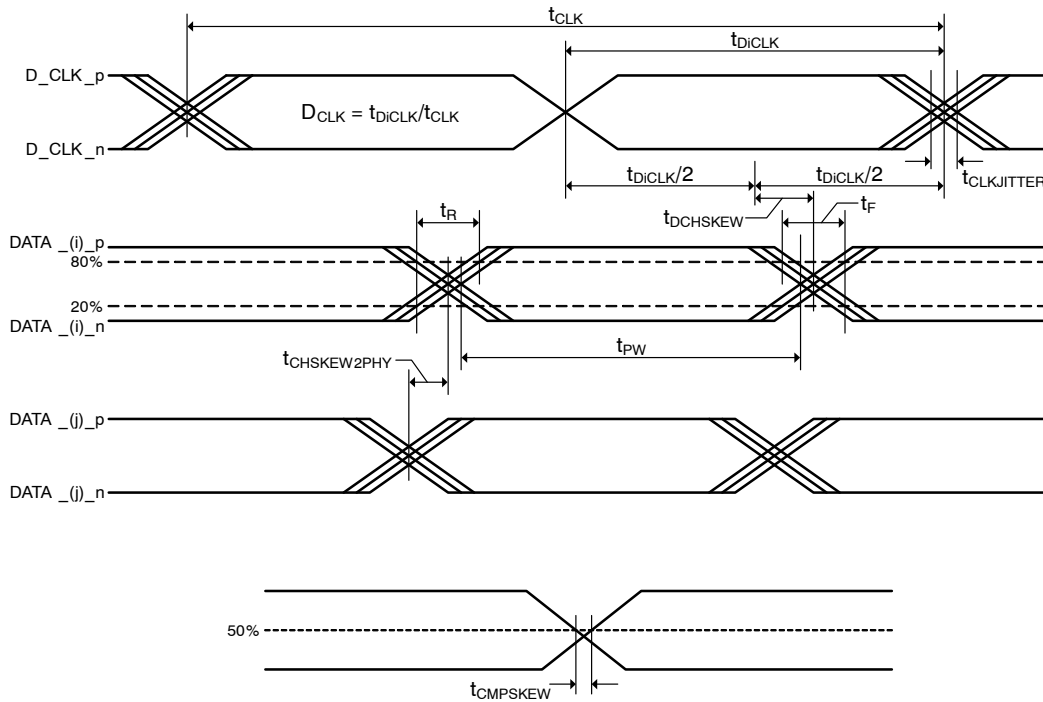 tCLK
tDiCLK
D_CLK_p
DCLK = tDiCLK/tCLK
D_CLK_n
tDiCLK/2
tDiCLK/2
tCLKJITTER
tR
tDCHSKEW
tF
DATA _(i)_p
80%
20%
DATA _(i)_n
tCHSKEW2PHY
tPW
DATA _(j)_p
DATA _(j)_n
50%
tCMPSKEW